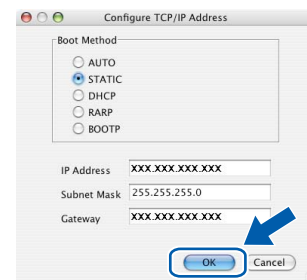 Configure TCP/IP Address
Boot Method
AUTO
STATIC
DHCP
RARP
BOOTP
IP Address XXX.XXX.XXX.XXX
Subnet Mask 255.255.255.0
Gateway XXX.XXX.XXX.XXX
OK Cancel